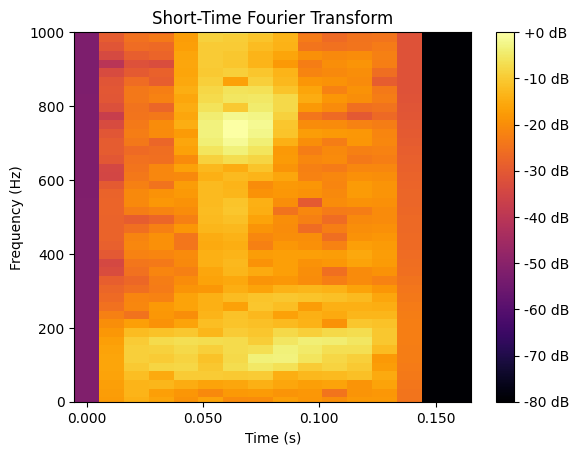 Short-Time Fourier Transform
Frequency (Hz)
1000
800
600
400
200
0
0.000
0.050
0.100
0.150
Time (s)
+0 dB
-10 dB
-20 dB
-30 dB
-40 dB
-50 dB
-60 dB
-70 dB
-80 dB